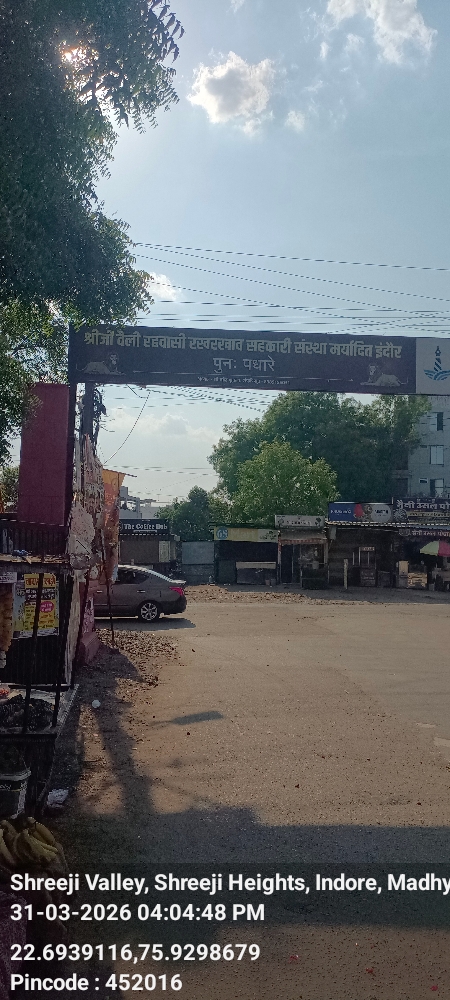 श्रीजी वैली रहवासी रखरखाव सहकारी संस्था मर्यादित इंदौर
पुनः पधारे
The Coffee Hub
Shreeji Valley, Shreeji Heights, Indore, Madhy
31-03-2026 04:04:48 PM
22.6939116,75.9298679
Pincode : 452016